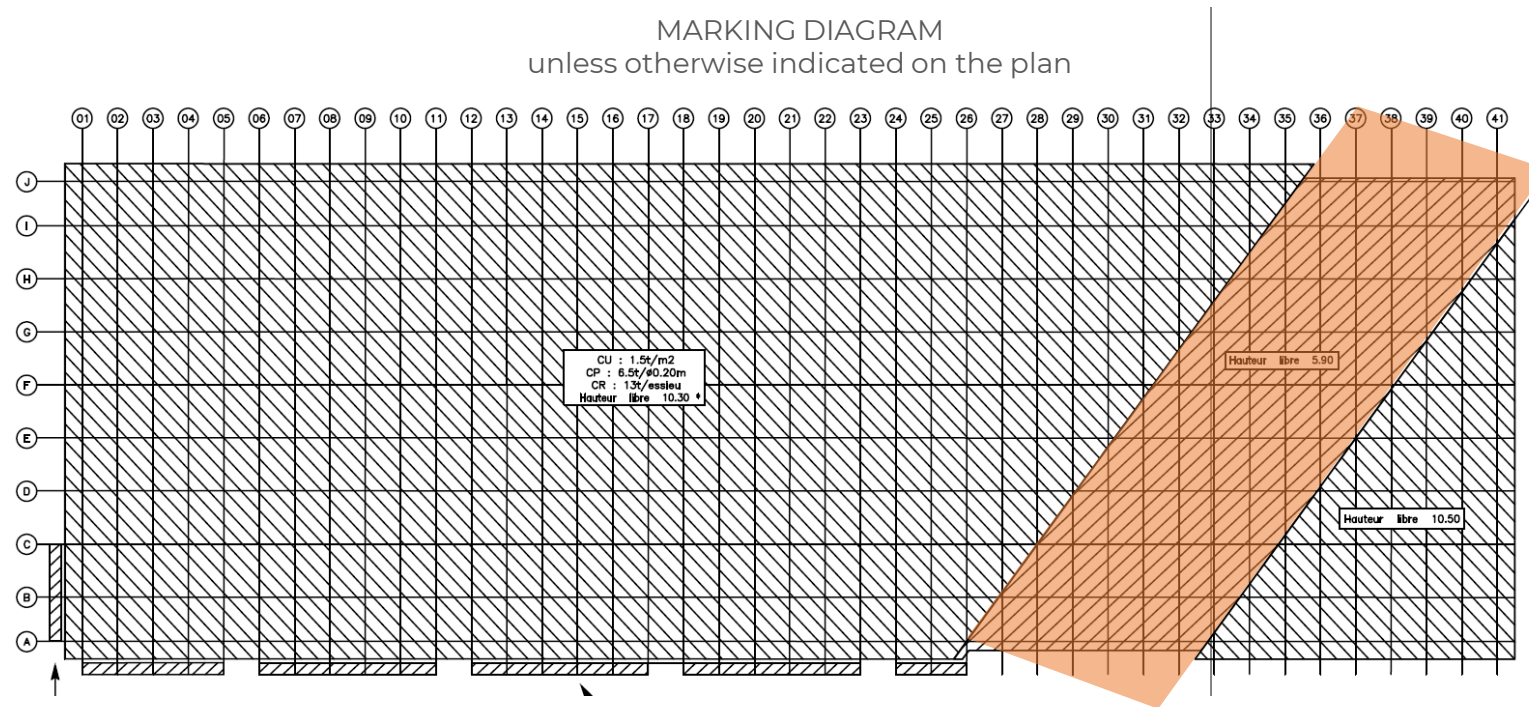 MARKING DIAGRAM
unless otherwise indicated on the plan
01 02 03 04 05 06 07 08 09 10 11 12 13 14 15 16 17 18 19 20 21 22 23 24 25 26 27 28 29 30 31 32 33 34 35 36 37 38 39 40 41
J
I
H
G
CU : 1.5t/m2
CP : 6.5t/ø0.20m
CR : 13t/essieu
Hauteur libre 10.30 *
Hauteur libre 5.90
F
E
D
Hauteur libre 10.50
C
B
A